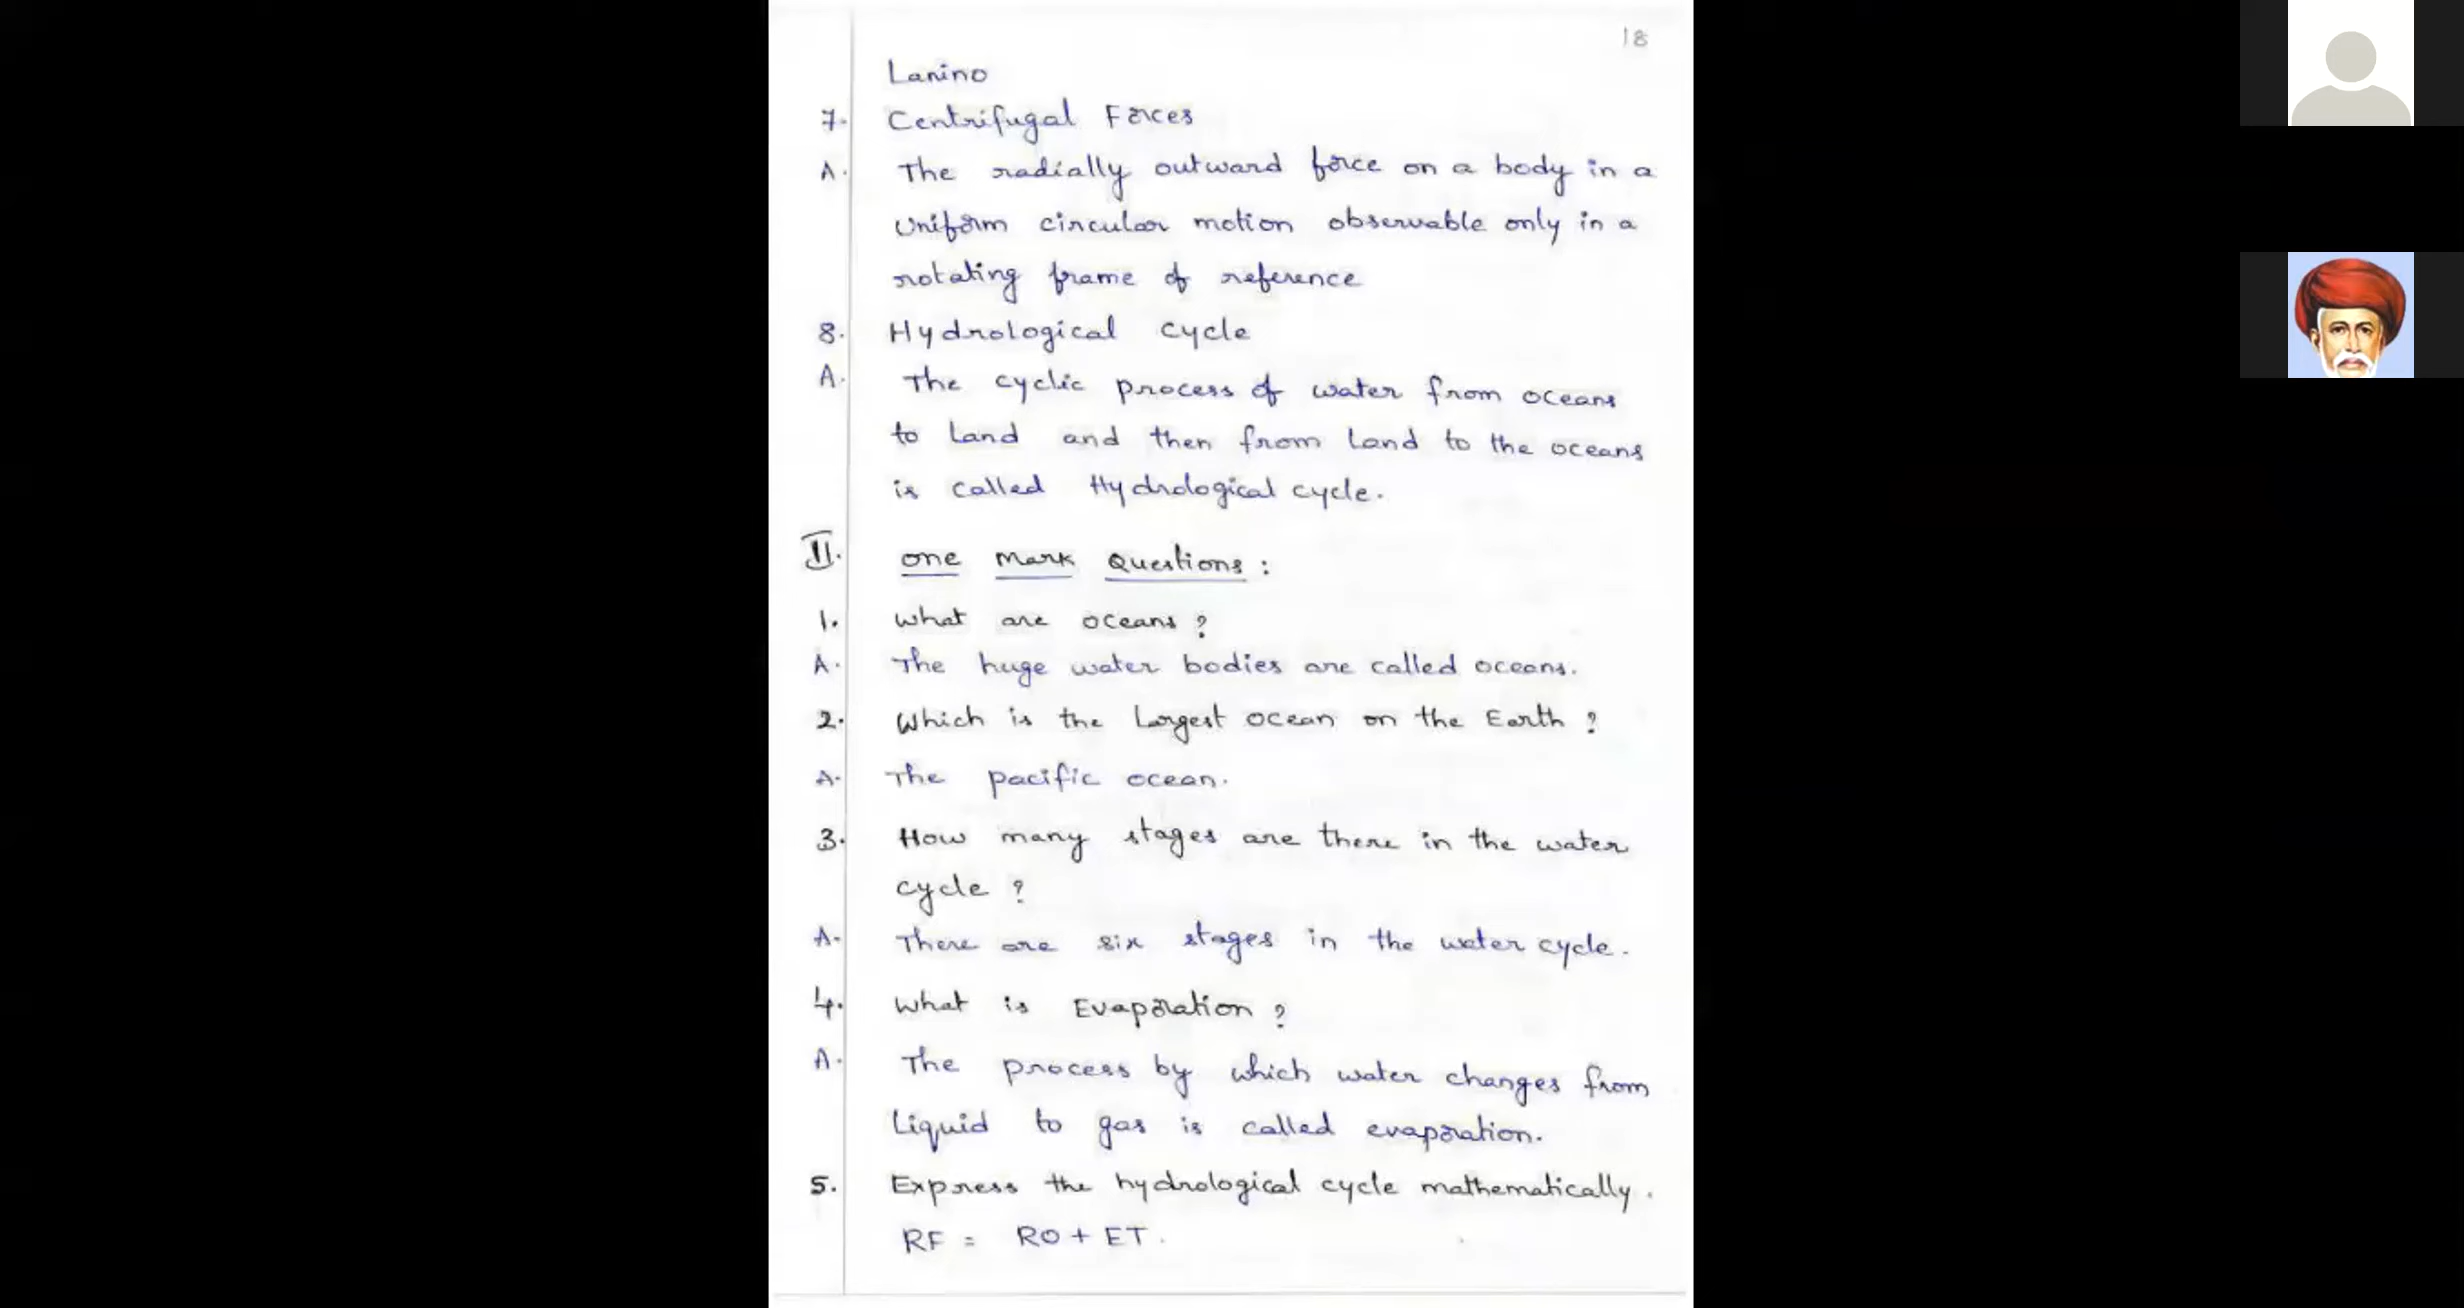 18
Lanino
7. Centrifugal Forces
A. The radially outward force on a body in a
Uniform circular motion observable only in a
rotating frame of reference
8. Hydrological cycle
A. The cyclic process of water from oceans
to land and then from land to the oceans
is called Hydrological cycle.
II. one Mark Questions :
1. What are oceans ?
A. The huge water bodies are called oceans.
2. Which is the Largest ocean on the Earth ?
A. The pacific ocean.
3. How many stages are there in the water
cycle ?
A. There are six stages in the water cycle.
4. What is Evaporation ?
A. The process by which water changes from
Liquid to gas is called evaporation.
5. Express the hydrological cycle mathematically.
RF = RO + ET.